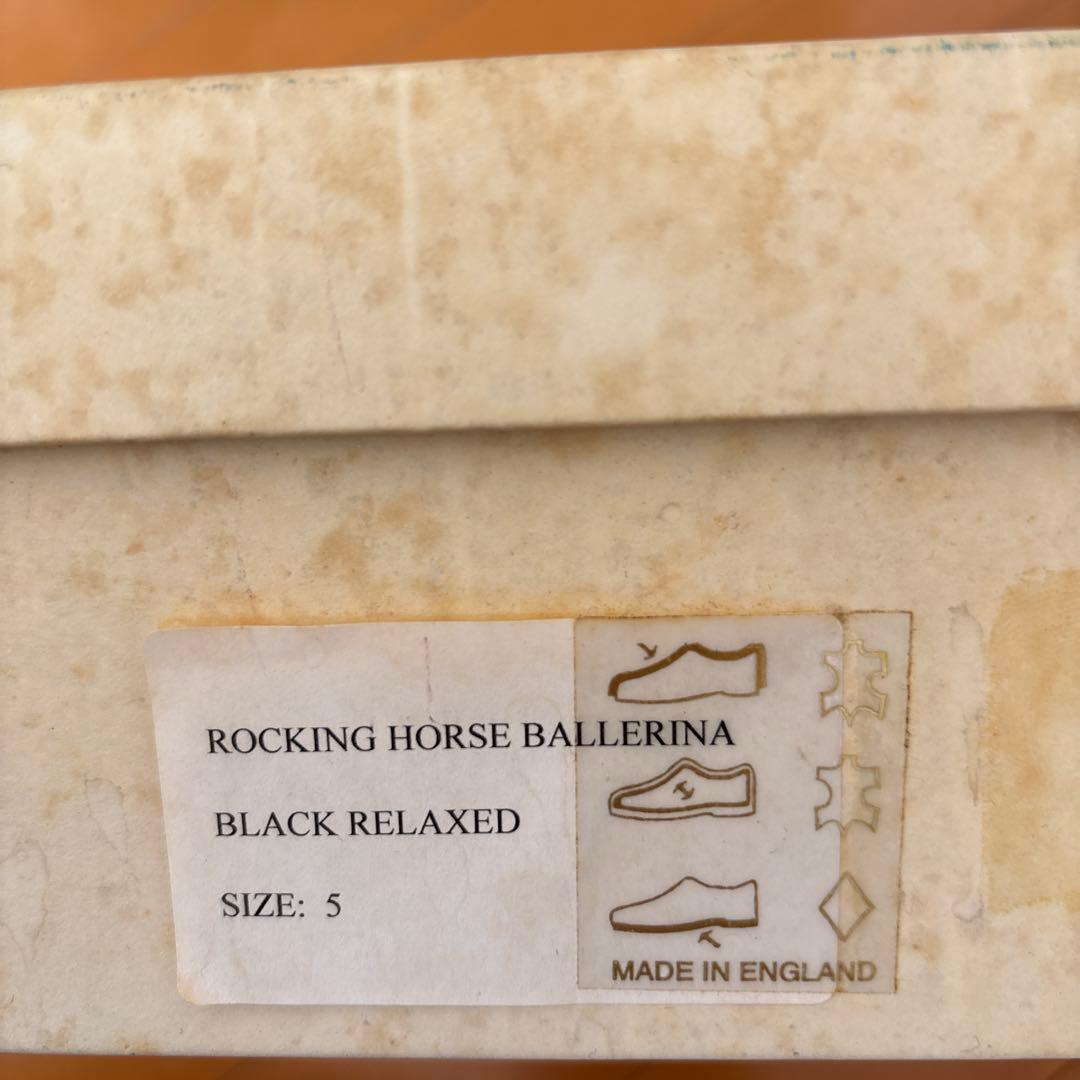 ROCKING HORSE BALLERINA
BLACK RELAXED
SIZE: 5
MADE IN ENGLAND